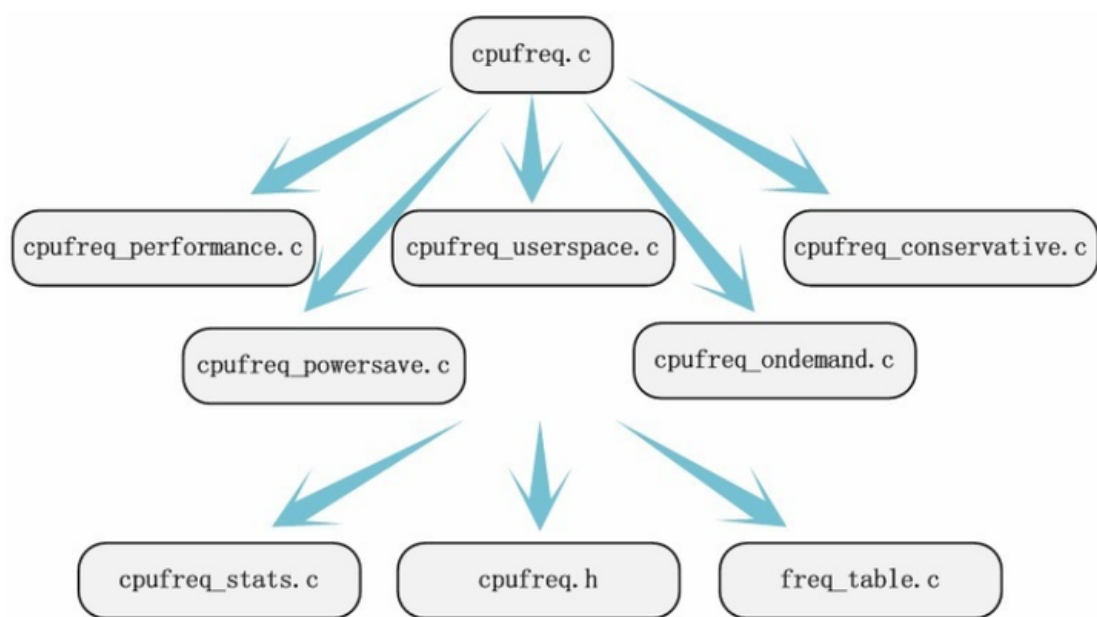 cpufreq.c
cpufreq_performance.c
cpufreq_userspace.c
cpufreq_conservative.c
cpufreq_powersave.c
cpufreq_ondemand.c
cpufreq_stats.c
cpufreq.h
freq_table.c